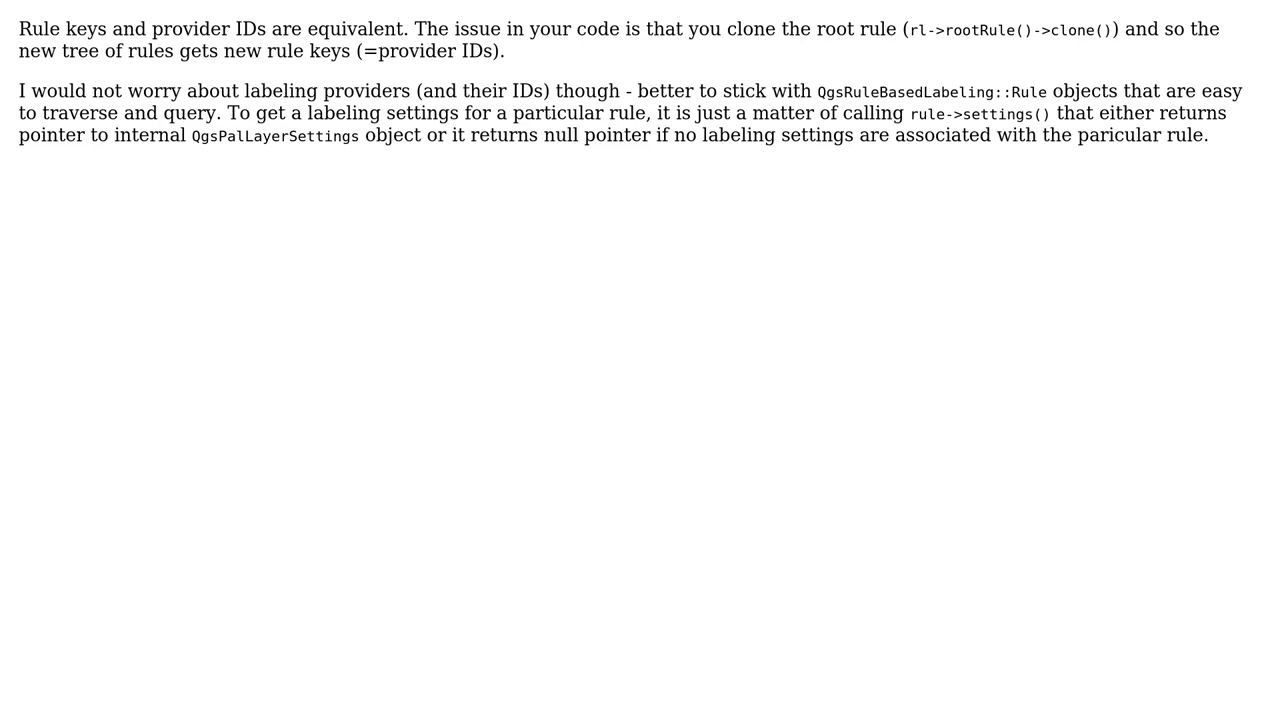 Rule keys and provider IDs are equivalent. The issue in your code is that you clone the root rule (rl->rootRule()->clone()) and so the
new tree of rules gets new rule keys (=provider IDs).
I would not worry about labeling providers (and their IDs) though - better to stick with QgsRuleBasedLabeling::Rule objects that are easy
to traverse and query. To get a labeling settings for a particular rule, it is just a matter of calling rule->settings() that either returns
pointer to internal QgsPalLayerSettings object or it returns null pointer if no labeling settings are associated with the paricular rule.